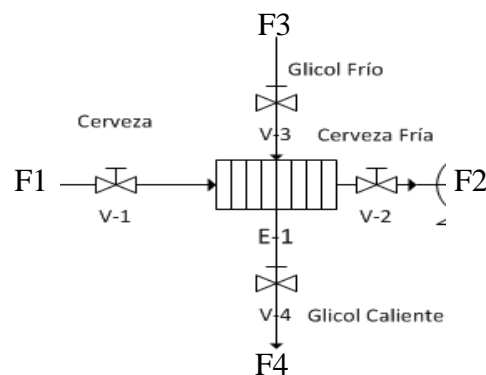 F3
Glicol Frío
Cerveza
V-3
Cerveza Fría
F1
F2
V-1
V-2
E-1
V-4
Glicol Caliente
F4